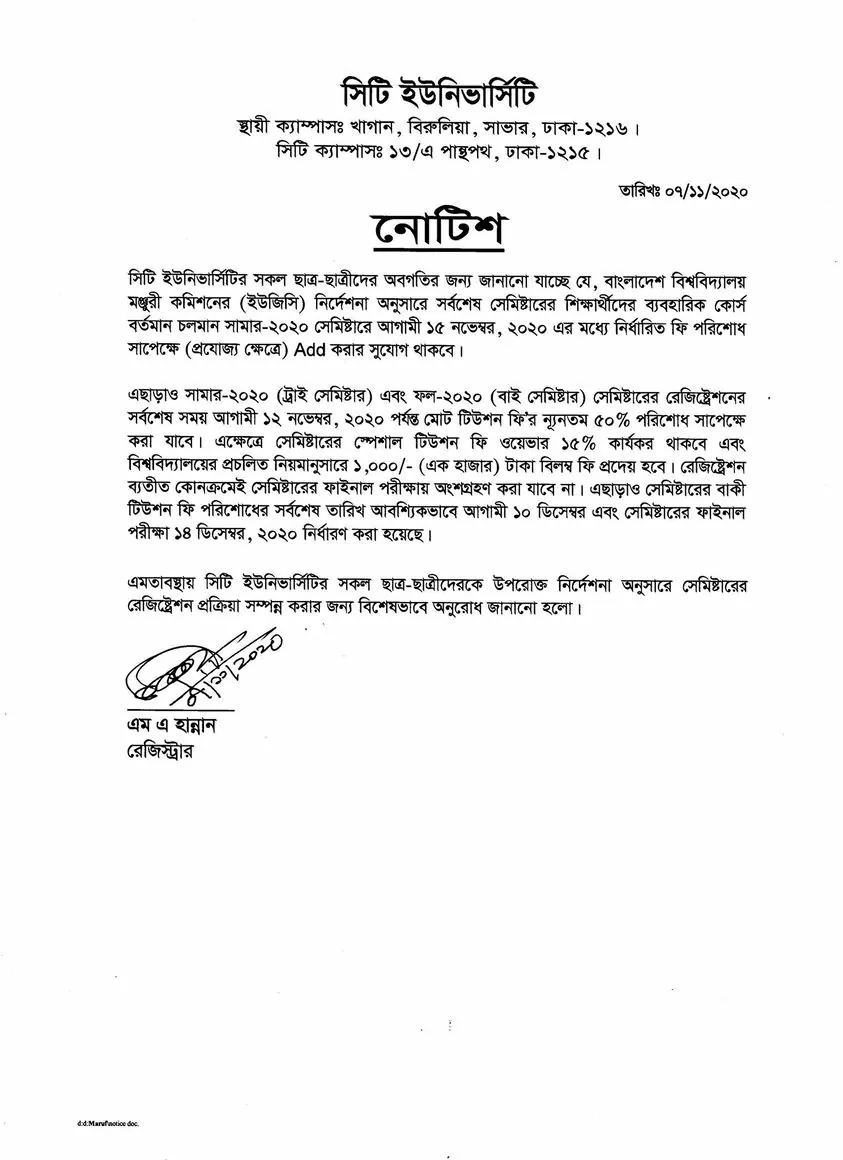 সিটি ইউনিভার্সিটি
স্থায়ী ক্যাম্পাসঃ খাগান, বিরুলিয়া, সাভার, ঢাকা-১২১৬।
সিটি ক্যাম্পাসঃ ১৩/এ পান্থপথ, ঢাকা-১২১৫।
তারিখঃ ০৭/১১/২০২০
নোটিশ
সিটি ইউনিভার্সিটির সকল ছাত্র-ছাত্রীদের অবগতির জন্য জানানো যাচ্ছে যে, বাংলাদেশ বিশ্ববিদ্যালয়
মঞ্জুরী কমিশনের (ইউজিসি) নির্দেশনা অনুসারে সর্বশেষ সেমিষ্টারের শিক্ষার্থীদের ব্যবহারিক কোর্স
বর্তমান চলমান সামার-২০২০ সেমিষ্টারে আগামী ১৫ নভেম্বর, ২০২০ এর মধ্যে নির্ধারিত ফি পরিশোধ
সাপেক্ষে (প্রযোজ্য ক্ষেত্রে) Add করার সুযোগ থাকবে।
এছাড়াও সামার-২০২০ (ট্রাই সেমিষ্টার) এবং ফল-২০২০ (বাই সেমিষ্টার) সেমিষ্টারের রেজিষ্ট্রেশনের
সর্বশেষ সময় আগামী ১২ নভেম্বর, ২০২০ পর্যন্ত মোট টিউশন ফি'র ন্যূনতম ৫০% পরিশোধ সাপেক্ষে
করা যাবে। এক্ষেত্রে সেমিষ্টারের স্পেশাল টিউশন ফি ওয়েভার ১৫% কার্যকর থাকবে এবং
বিশ্ববিদ্যালয়ের প্রচলিত নিয়মানুসারে ১,০০০/- (এক হাজার) টাকা বিলম্ব ফি প্রদেয় হবে। রেজিষ্ট্রেশন
ব্যতীত কোনক্রমেই সেমিষ্টারের ফাইনাল পরীক্ষায় অংশগ্রহণ করা যাবে না। এছাড়াও সেমিষ্টারের বাকী
টিউশন ফি পরিশোধের সর্বশেষ তারিখ আবশ্যিকভাবে আগামী ১০ ডিসেম্বর এবং সেমিষ্টারের ফাইনাল
পরীক্ষা ১৪ ডিসেম্বর, ২০২০ নির্ধারণ করা হয়েছে।
এমতাবস্থায় সিটি ইউনিভার্সিটির সকল ছাত্র-ছাত্রীদেরকে উপরোক্ত নির্দেশনা অনুসারে সেমিষ্টারের
রেজিষ্ট্রেশন প্রক্রিয়া সম্পন্ন করার জন্য বিশেষভাবে অনুরোধ জানানো হলো।
এম এ হান্নান
রেজিস্ট্রার
d:d:Maruf\notice doc.